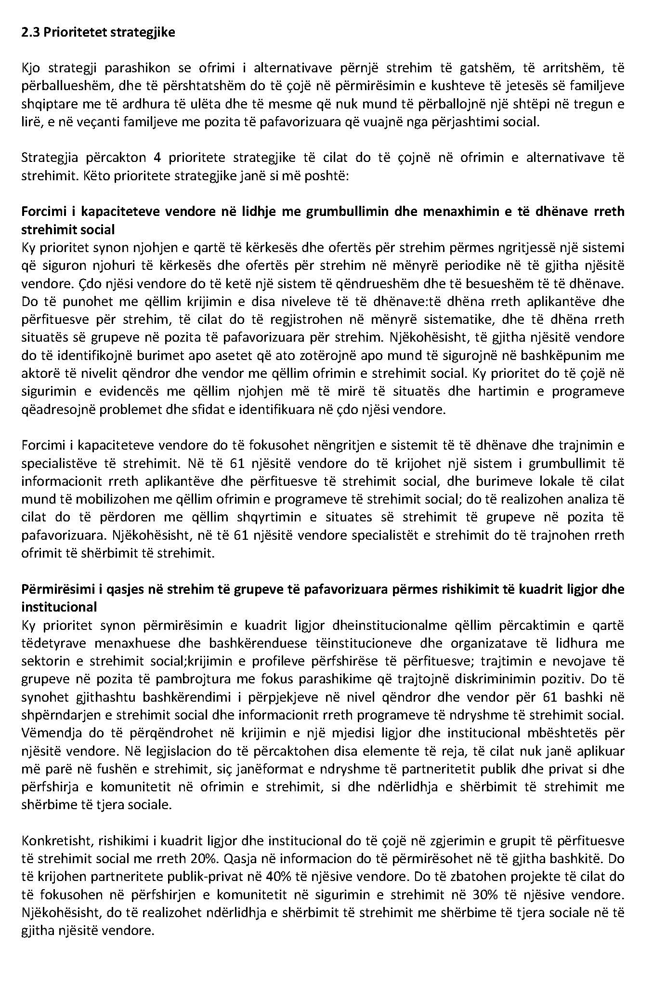 2.3 Prioritetet strategjike
Kjo strategji parashikon se ofrimi i alternativave përnjë strehim të gatshëm, të arritshëm, të
përballueshëm, dhe të përshtatshëm do të çojë në përmirësimin e kushteve të jetesës së familjeve
shqiptare me të ardhura të ulëta dhe të mesme që nuk mund të përballojnë një shtëpi në tregun e
lirë, e në veçanti familjeve me pozita të pafavorizuara që vuajnë nga përjashtimi social.
Strategjia përcakton 4 prioritete strategjike të cilat do të çojnë në ofrimin e alternativave të
strehimit. Këto prioritete strategjike janë si më poshtë:
Forcimi i kapaciteteve vendore në lidhje me grumbullimin dhe menaxhimin e të dhënave rreth
strehimit social
Ky prioritet synon njohjen e qartë të kërkesës dhe ofertës për strehim përmes ngritjessë një sistemi
që siguron njohuri të kërkesës dhe ofertës për strehim në mënyrë periodike në të gjitha njësitë
vendore. Çdo njësi vendore do të ketë një sistem të qëndrueshëm dhe të besueshëm të të dhënave.
Do të punohet me qëllim krijimin e disa niveleve të të dhënave:të dhëna rreth aplikantëve dhe
përfituesve për strehim, të cilat do të regjistrohen në mënyrë sistematike, dhe të dhëna rreth
situatës së grupeve në pozita të pafavorizuara për strehim. Njëkohësisht, të gjitha njësitë vendore
do të identifikojnë burimet apo asetet që ato zotërojnë apo mund të sigurojnë në bashkëpunim me
aktorë të nivelit qëndror dhe vendor me qëllim ofrimin e strehimit social. Ky prioritet do të çojë në
sigurimin e evidencës me qëllim njohjen më të mirë të situatës dhe hartimin e programeve
qëadresojnë problemet dhe sfidat e identifikuara në çdo njësi vendore.
Forcimi i kapaciteteve vendore do të fokusohet nëngritjen e sistemit të të dhënave dhe trajnimin e
specialistëve të strehimit. Në të 61 njësitë vendore do të krijohet një sistem i grumbullimit të
informacionit rreth aplikantëve dhe përfituesve të strehimit social, dhe burimeve lokale të cilat
mund të mobilizohen me qëllim ofrimin e programeve të strehimit social; do të realizohen analiza të
cilat do të përdoren me qëllim shqyrtimin e situates së strehimit të grupeve në pozita të
pafavorizuara. Njëkohësisht, në të 61 njësitë vendore specialistët e strehimit do të trajnohen rreth
ofrimit të shërbimit të strehimit.
Përmirësimi i qasjes në strehim të grupeve të pafavorizuara përmes rishikimit të kuadrit ligjor dhe
institucional
Ky prioritet synon përmirësimin e kuadrit ligjor dheinstitucionalme qëllim përcaktimin e qartë
tëdetyrave menaxhuese dhe bashkërenduese tëinstitucioneve dhe organizatave të lidhura me
sektorin e strehimit social;krijimin e profileve përfshirëse të përfituesve; trajtimin e nevojave të
grupeve në pozita të pambrojtura me fokus parashikime që trajtojnë diskriminimin pozitiv. Do të
synohet gjithashtu bashkërendimi i përpjekjeve në nivel qëndror dhe vendor për 61 bashki në
shpërndarjen e strehimit social dhe informacionit rreth programeve të ndryshme të strehimit social.
Vëmendja do të përqëndrohet në krijimin e një mjedisi ligjor dhe institucional mbështetës për
njësitë vendore. Në legjislacion do të përcaktohen disa elemente të reja, të cilat nuk janë aplikuar
më parë në fushën e strehimit, siç janëformat e ndryshme të partneritetit publik dhe privat si dhe
përfshirja e komunitetit në ofrimin e strehimit, si dhe ndërlidhja e shërbimit të strehimit me
shërbime të tjera sociale.
Konkretisht, rishikimi i kuadrit ligjor dhe institucional do të çojë në zgjerimin e grupit të përfituesve
të strehimit social me rreth 20%. Qasja në informacion do të përmirësohet në të gjitha bashkitë. Do
të krijohen partneritete publik-privat në 40% të njësive vendore. Do të zbatohen projekte të cilat do
të fokusohen në përfshirjen e komunitetit në sigurimin e strehimit në 30% të njësive vendore.
Njëkohësisht, do të realizohet ndërlidhja e shërbimit të strehimit me shërbime të tjera sociale në të
gjitha njësitë vendore.